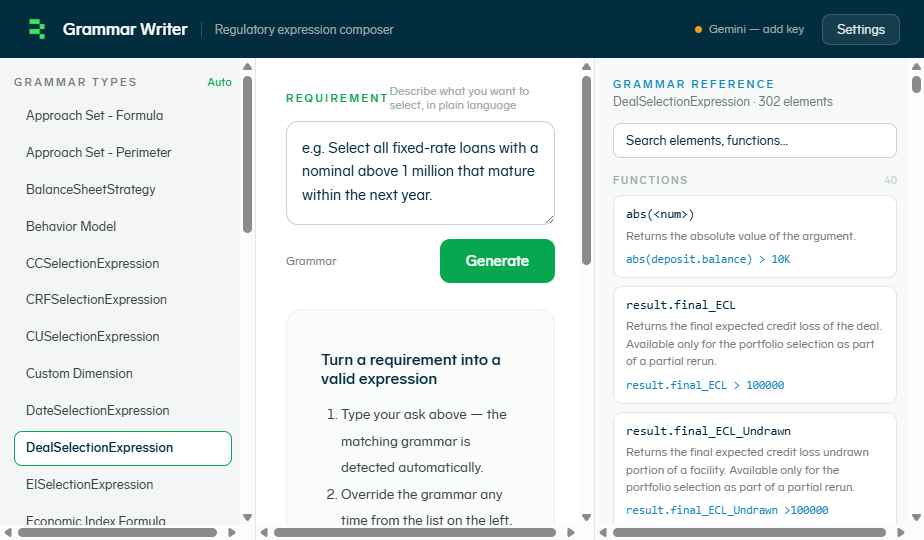 Grammar Writer
Regulatory expression composer
Gemini — add key
Settings
GRAMMAR TYPES
Auto
Approach Set - Formula
Approach Set - Perimeter
BalanceSheetStrategy
Behavior Model
CCSelectionExpression
CRFSelectionExpression
CUSelectionExpression
Custom Dimension
DateSelectionExpression
DealSelectionExpression
EISelectionExpression
Economic Index Formula
REQUIREMENT
Describe what you want to
select, in plain language
e.g. Select all fixed-rate loans with a
nominal above 1 million that mature
within the next year.
Grammar
Generate
Turn a requirement into a
valid expression
1. Type your ask above — the
matching grammar is
detected automatically.
2. Override the grammar any
time from the list on the left.
GRAMMAR REFERENCE
DealSelectionExpression · 302 elements
Search elements, functions...
FUNCTIONS
40
abs(<num>)
Returns the absolute value of the argument.
abs(deposit.balance) > 10K
result.final_ECL
Returns the final expected credit loss of the deal.
Available only for the portfolio selection as part
of a partial rerun.
result.final_ECL > 100000
result.final_ECL_Undrawn
Returns the final expected credit loss undrawn
portion of a facility. Available only for the
portfolio selection as part of a partial rerun.
result.final_ECL_Undrawn >100000